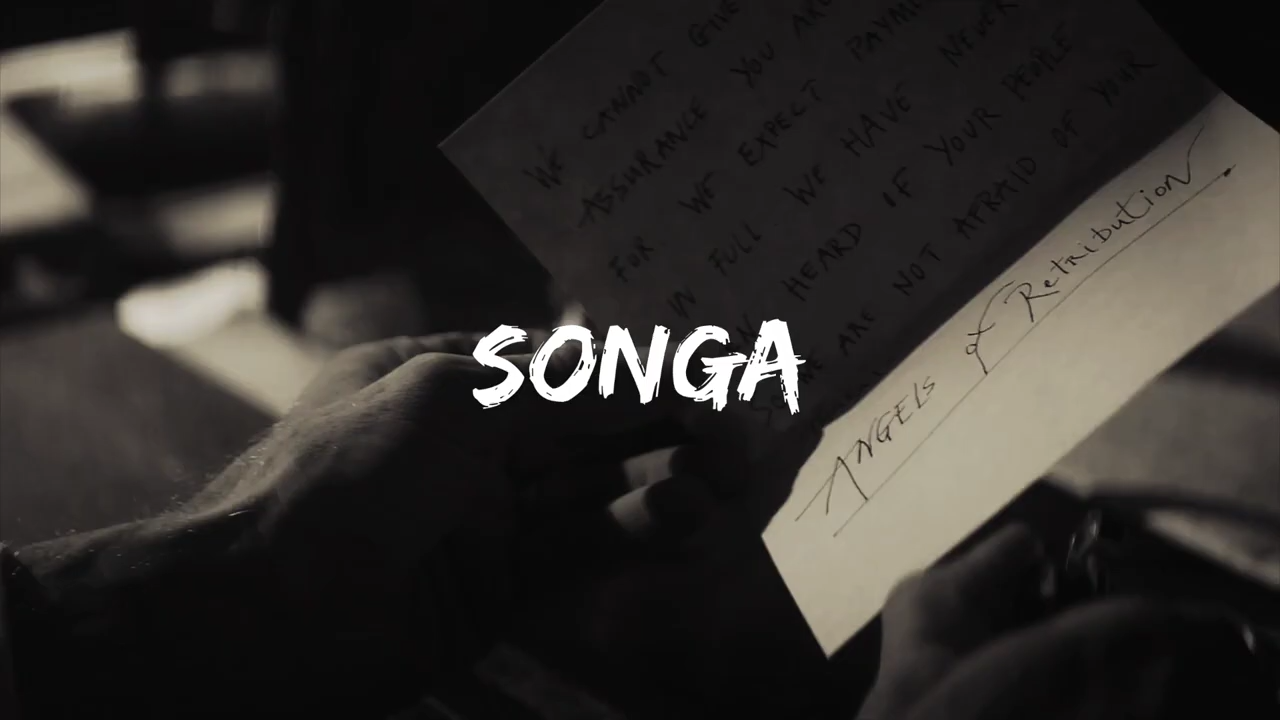 WE CANNOT GIVE
ASSURANCE YOU ARE
FOR. WE EXPECT
IN FULL. WE HAVE NEVER
HEARD IF YOUR PEOPLE
ARE NOT AFRAID OF YOUR
ANGELS of Retribution
SONGA